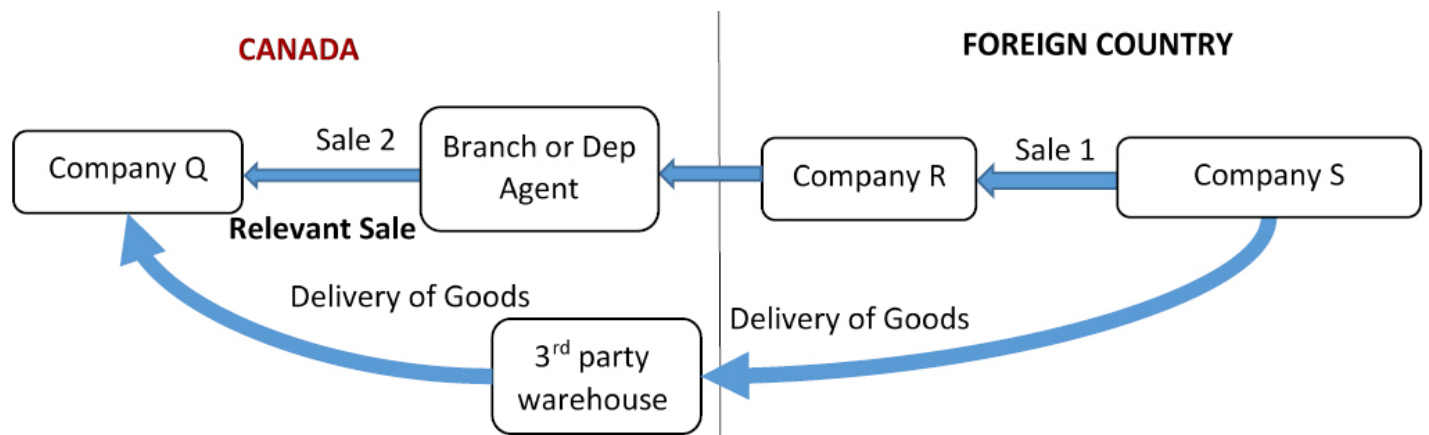 CANADA
FOREIGN COUNTRY
Company Q
Sale 2
Branch or Dep
Agent
Company R
Sale 1
Company S
Relevant Sale
Delivery of Goods
Delivery of Goods
3rd party
warehouse